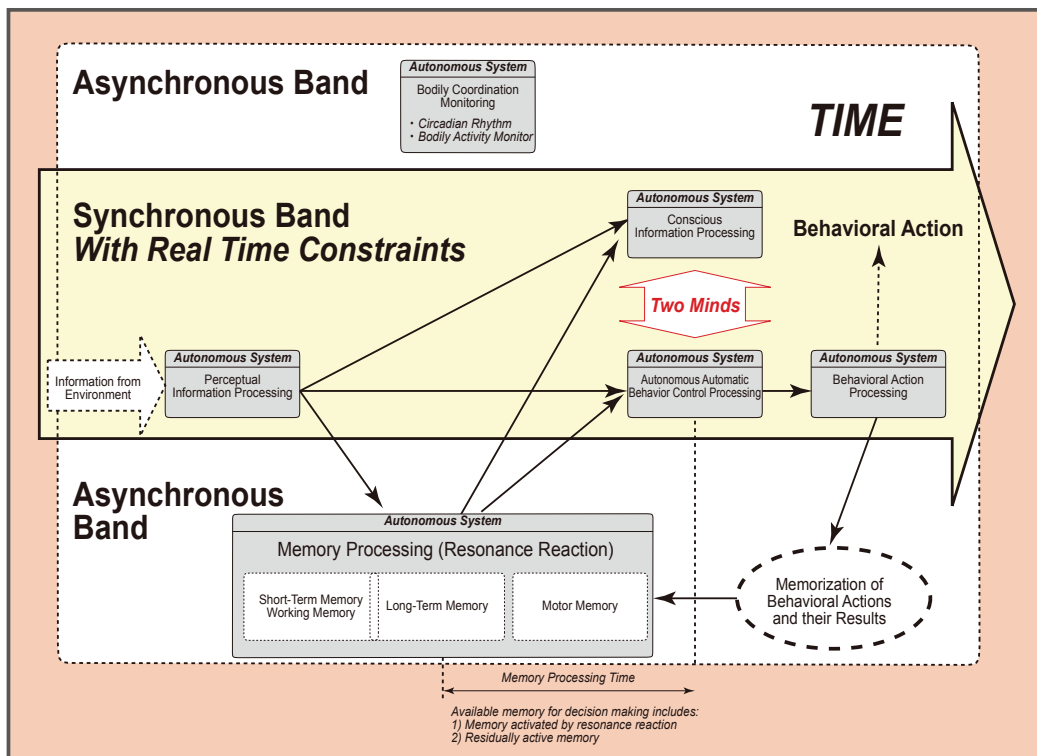 Asynchronous Band
Autonomous System
Bodily Coordination
Monitoring
・Circadian Rhythm
・Bodily Activity Monitor
TIME
Synchronous Band
With Real Time Constraints
Autonomous System
Conscious
Information Processing
Behavioral Action
Two Minds
Information from
Environment
Autonomous System
Perceptual
Information Processing
Autonomous System
Autonomous Automatic
Behavior Control Processing
Autonomous System
Behavioral Action
Processing
Asynchronous
Band
Autonomous System
Memory Processing (Resonance Reaction)
Short-Term Memory
Working Memory
Long-Term Memory
Motor Memory
Memorization of
Behavioral Actions
and their Results
Memory Processing Time
Available memory for decision making includes:
1) Memory activated by resonance reaction
2) Residually active memory